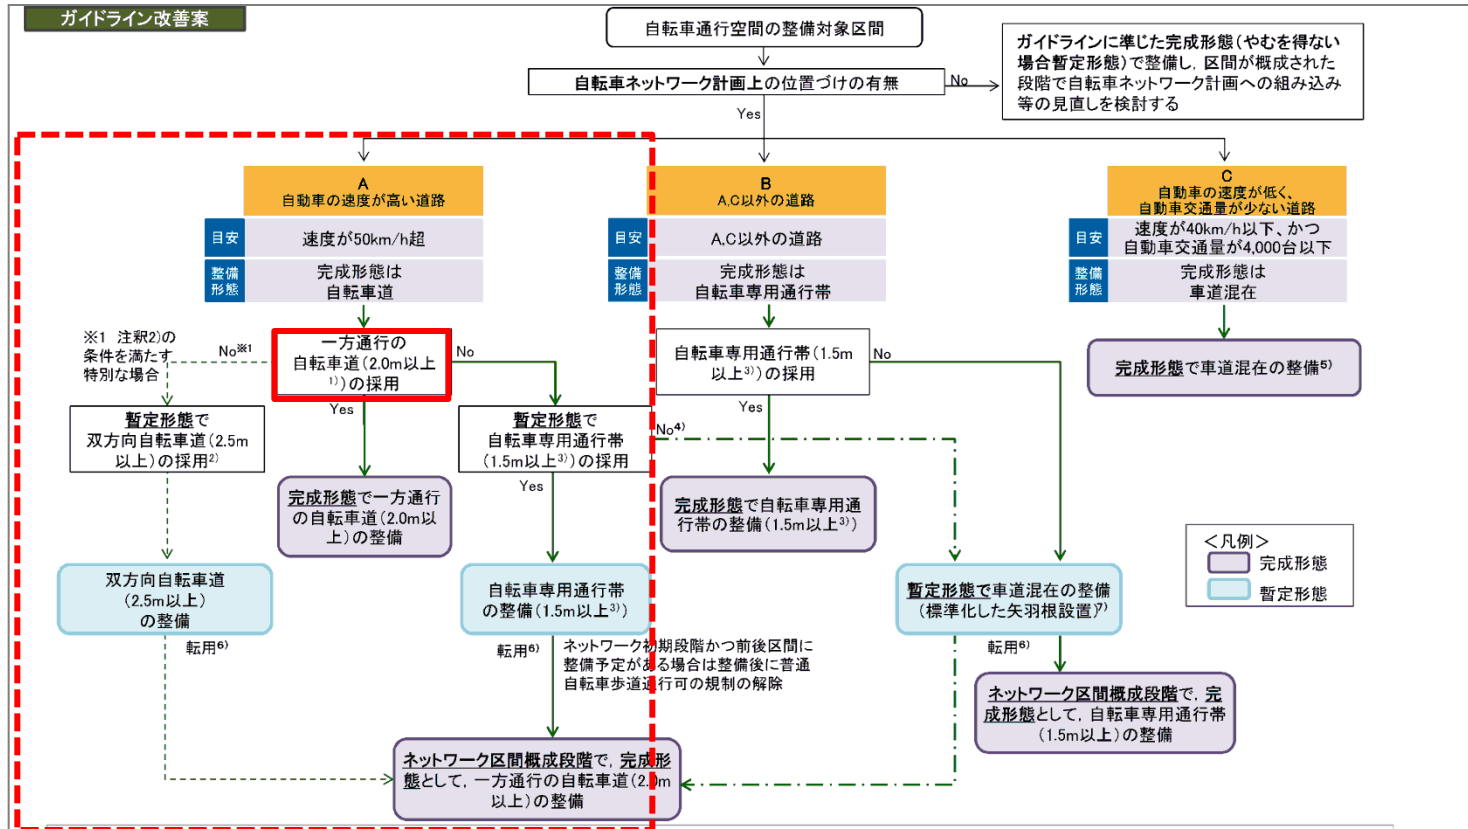 ガイドライン改善案
自転車通行空間の整備対象区間
自転車ネットワーク計画上の位置づけの有無
No
ガイドラインに準じた完成形態(やむを得ない
場合暫定形態)で整備し、区間が概成された
段階で自転車ネットワーク計画への組み込み
等の見直しを検討する
Yes
A
自動車の速度が高い道路
目安
速度が50km/h超
整備
形態
完成形態は
自転車道
B
A,C以外の道路
目安
A,C以外の道路
整備
形態
完成形態は
自転車専用通行帯
C
自動車の速度が低く、
自動車交通量が少ない道路
目安
速度が40km/h以下、かつ
自動車交通量が4,000台以下
整備
形態
完成形態は
車道混在
※1 注釈2)の
条件を満たす
特別な場合
No※1
一方通行の
自転車道(2.0m以上
1))の採用
No
Yes
自転車専用通行帯(1.5m
以上3))の採用
No
Yes
完成形態で車道混在の整備5)
暫定形態で
双方向自転車道(2.5m
以上)の採用2)
暫定形態で
自転車専用通行帯
(1.5m以上3))の採用
No4)
Yes
完成形態で一方通行
の自転車道(2.0m以
上)の整備
完成形態で自転車専用通
行帯の整備(1.5m以上3))
<凡例>
完成形態
暫定形態
双方向自転車道
(2.5m以上)
の整備
自転車専用通行帯
の整備(1.5m以上3))
暫定形態で車道混在の整備
(標準化した矢羽根設置)7)
転用6)
転用6)
ネットワーク初期段階かつ前後区間に
整備予定がある場合は整備後に普通
自転車歩道通行可の規制の解除
転用6)
ネットワーク区間概成段階で、完
成形態として、自転車専用通行帯
(1.5m以上)の整備
ネットワーク区間概成段階で、完成形
態として、一方通行の自転車道(2.0m
以上)の整備